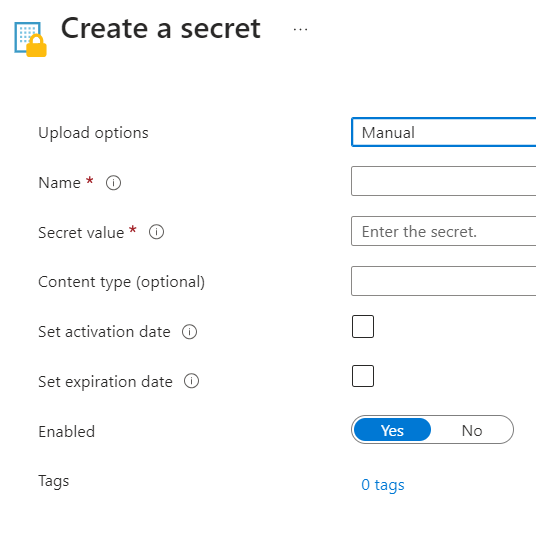 Create a secret ...
Upload options Manual
Name *
Secret value * Enter the secret.
Content type (optional)
Set activation date
Set expiration date
Enabled Yes No
Tags 0 tags